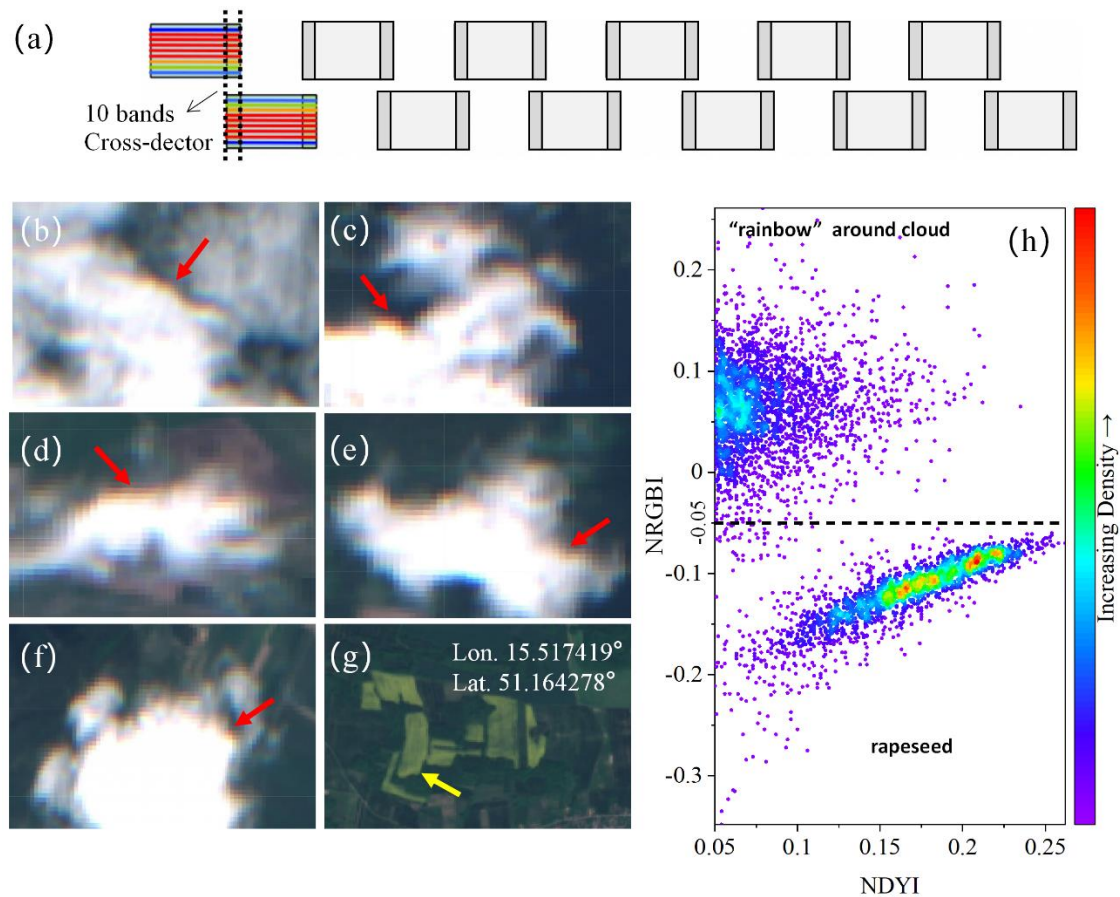 (a)
10 bands
Cross-dector
(b)
(c)
(d)
(e)
(f)
(g)
Lon. 15.517419°
Lat. 51.164278°
“rainbow” around cloud
(h)
0.2
0.1
0
-0.05
-0.1
-0.2
-0.3
NRGBI
rapeseed
0.05
0.1
0.15
0.2
0.25
NDYI
Increasing Density →